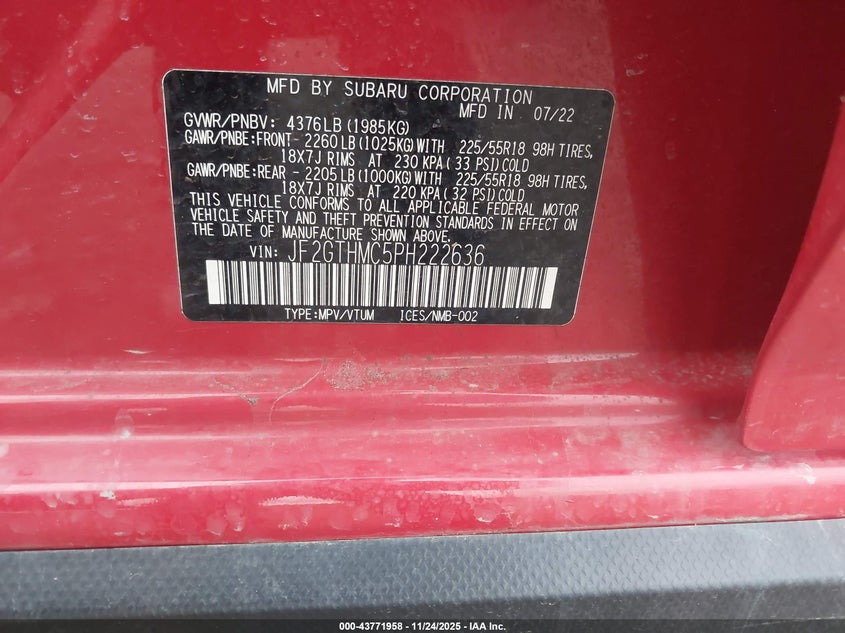 MFD BY SUBARU CORPORATION
MFD IN 07/22
GVWR/PNBV: 4376LB(1985KG)
GAWR/PNBE:FRONT- 2260LB(1025KG)WITH 225/55R18 98H TIRES,
18X7J RIMS AT 230 KPA( 33 PSI)COLD
GAWR/PNBE:REAR - 2205LB(1000KG)WITH 225/55R18 98H TIRES,
18X7J RIMS AT 220 KPA( 32 PSI)COLD
THIS VEHICLE CONFORMS TO ALL APPLICABLE FEDERAL MOTOR
VEHICLE SAFETY AND THEFT PREVENTION STANDARDS IN EFFECT ON
THE DATE OF MANUFACTURE SHOWN ABOVE.
VIN: JF2GTHMC5PH222636
TYPE:MPV/VTUM ICES/NMB-002
000-43771958 - 11/24/2025 - IAA Inc.